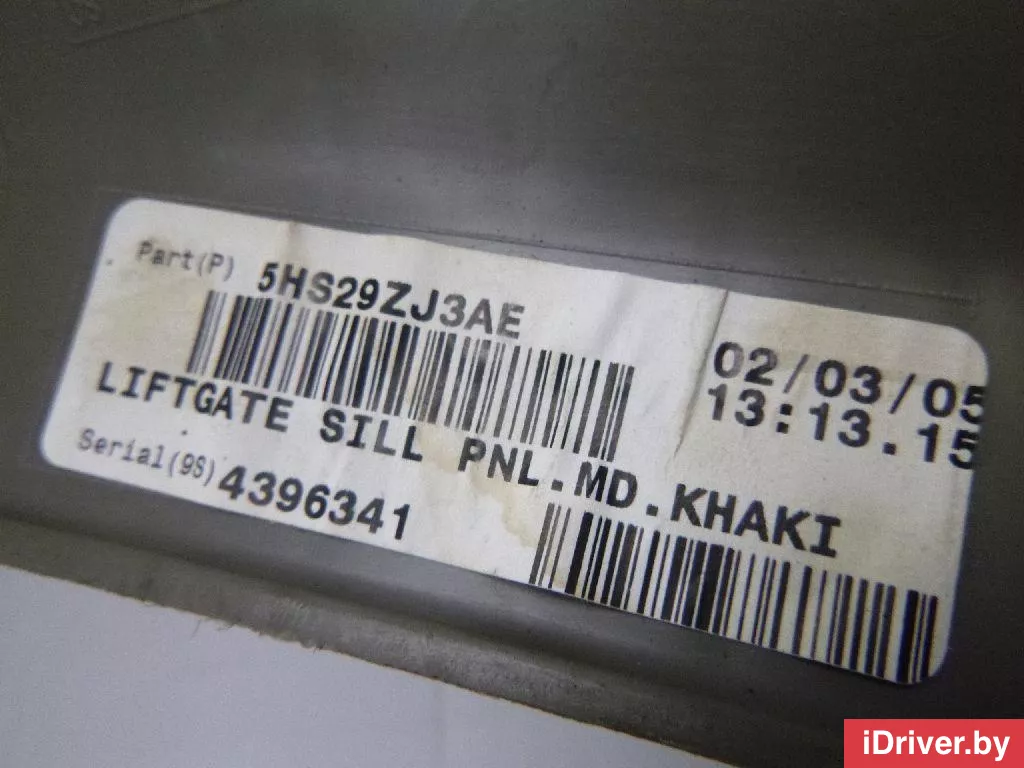 Part(P) 5HS29ZJ3AE
02/03/05
13:13.15
LIFTGATE SILL PNL.MD.KHAKI
Serial(9S) 4396341
iDriver.by